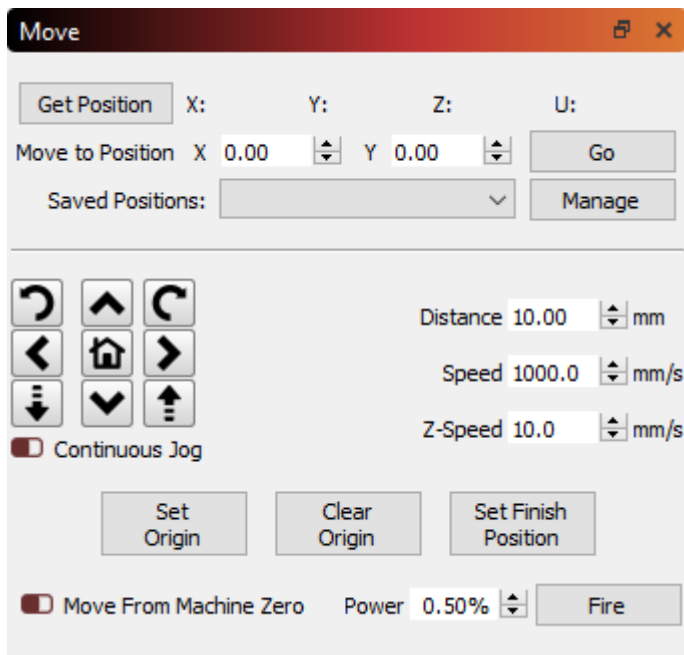 Move
Get Position X: Y: Z: U:
Move to Position X 0.00 Y 0.00 Go
Saved Positions: Manage
Distance 10.00 mm
Speed 1000.0 mm/s
Z-Speed 10.0 mm/s
Continuous Jog
Set Origin Clear Origin Set Finish Position
Move From Machine Zero Power 0.50% Fire